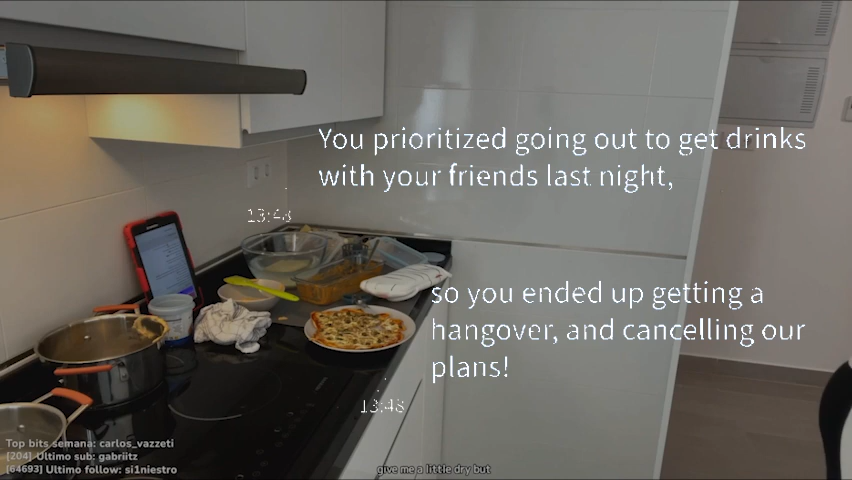 You prioritized going out to get drinks
with your friends last night,
13:48
so you ended up getting a
hangover, and cancelling our
plans!
13:48
Top bits semana: carlos_vazzeti
[204] Ultimo sub: gabriitz
[64693] Ultimo follow: si1niestro
give me a little dry but